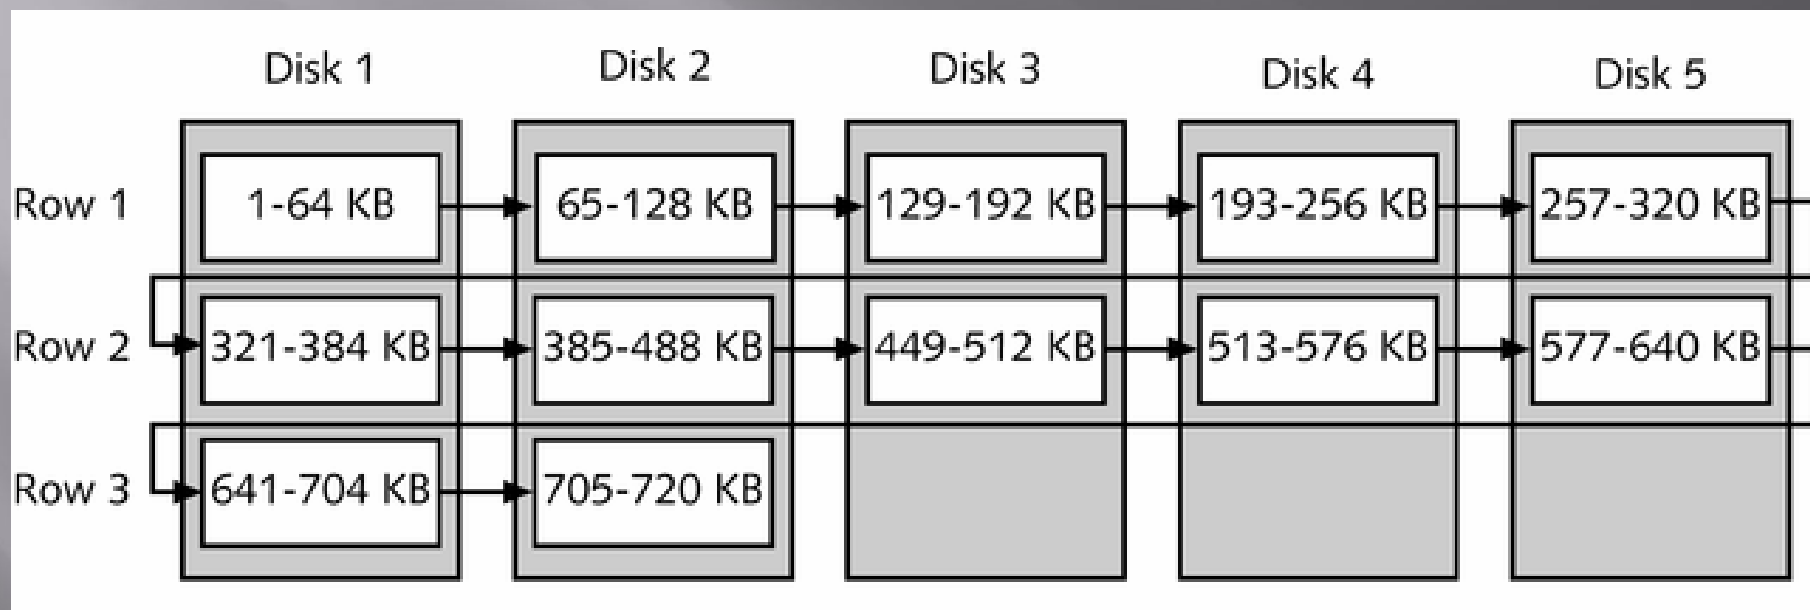 Disk 1 Disk 2 Disk 3 Disk 4 Disk 5
Row 1 1-64 KB 65-128 KB 129-192 KB 193-256 KB 257-320 KB
Row 2 321-384 KB 385-488 KB 449-512 KB 513-576 KB 577-640 KB
Row 3 641-704 KB 705-720 KB